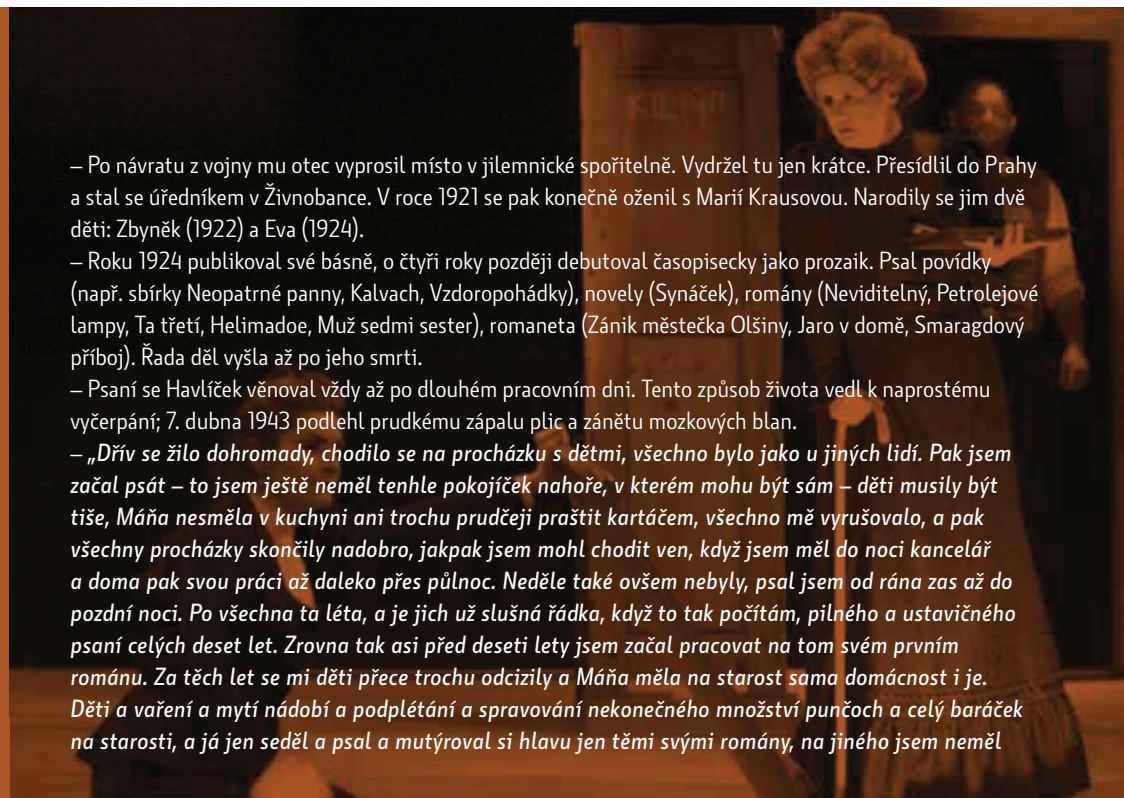 – Po návratu z vojny mu otec vyprosil místo v jilemnické spořitelně. Vydržel tu jen krátce. Přesídlil do Prahy
a stal se úředníkem v Živnobance. V roce 1921 se pak konečně oženil s Marií Krausovou. Narodily se jim dvě
děti: Zbyněk (1922) a Eva (1924).
– Roku 1924 publikoval své básně, o čtyři roky později debutoval časopisecky jako prozaik. Psal povídky
(např. sbírky Neopatrné panny, Kalvach, Vzdoropohádky), novely (Synáček), romány (Neviditelný, Petrolejové
lampy, Ta třetí, Helimadoe, Muž sedmi sester), romaneta (Zánik městečka Olšiny, Jaro v domě, Smaragdový
příboj). Řada děl vyšla až po jeho smrti.
– Psaní se Havlíček věnoval vždy až po dlouhém pracovním dni. Tento způsob života vedl k naprostému
vyčerpání; 7. dubna 1943 podlehl prudkému zápalu plic a zánětu mozkových blan.
– „Dřív se žilo dohromady, chodilo se na procházku s dětmi, všechno bylo jako u jiných lidí. Pak jsem
začal psát – to jsem ještě neměl tenhle pokojíček nahoře, v kterém mohu být sám – děti musily být
tiše, Máňa nesměla v kuchyni ani trochu prudčeji praštit kartáčem, všechno mě vyrušovalo, a pak
všechny procházky skončily nadobro, jakpak jsem mohl chodit ven, když jsem měl do noci kancelář
a doma pak svou práci až daleko přes půlnoc. Neděle také ovšem nebyly, psal jsem od rána zas až do
pozdní noci. Po všechna ta léta, a je jich už slušná řádka, když to tak počítám, pilného a ustavičného
psaní celých deset let. Zrovna tak asi před deseti lety jsem začal pracovat na tom svém prvním
románu. Za těch let se mi děti přece trochu odcizily a Máňa měla na starost sama domácnost i je.
Děti a vaření a mytí nádobí a podplétání a spravování nekonečného množství punčoch a celý baráček
na starosti, a já jen seděl a psal a mutýroval si hlavu jen těmi svými romány, na jiného jsem neměl